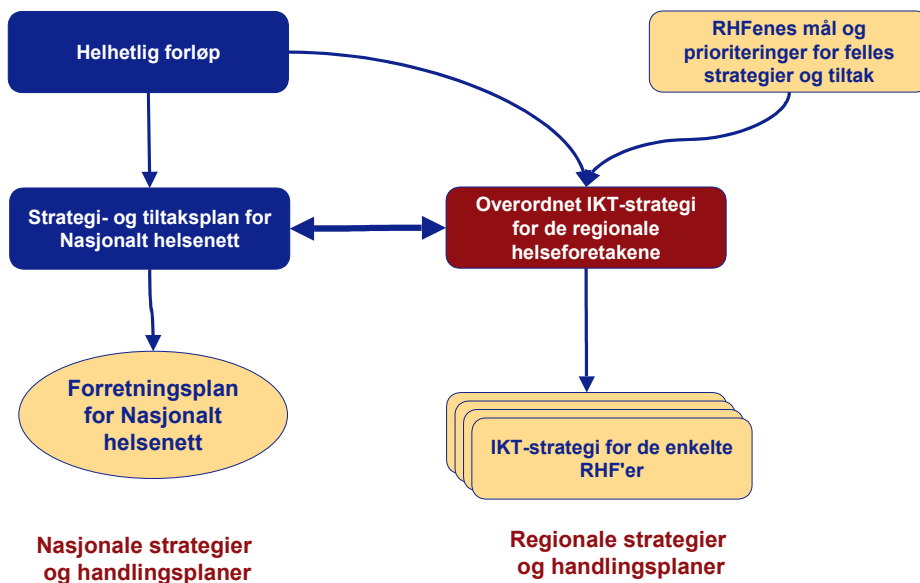 Helhetlig forløp
RHFenes mål og
prioriteringer for felles
strategier og tiltak
Strategi- og tiltaksplan for
Nasjonalt helsenett
Overordnet IKT-strategi
for de regionale
helseforetakene
Forretningsplan
for Nasjonalt
helsenett
IKT-strategi for de enkelte
RHF'er
Nasjonale strategier
og handlingsplaner
Regionale strategier
og handlingsplaner